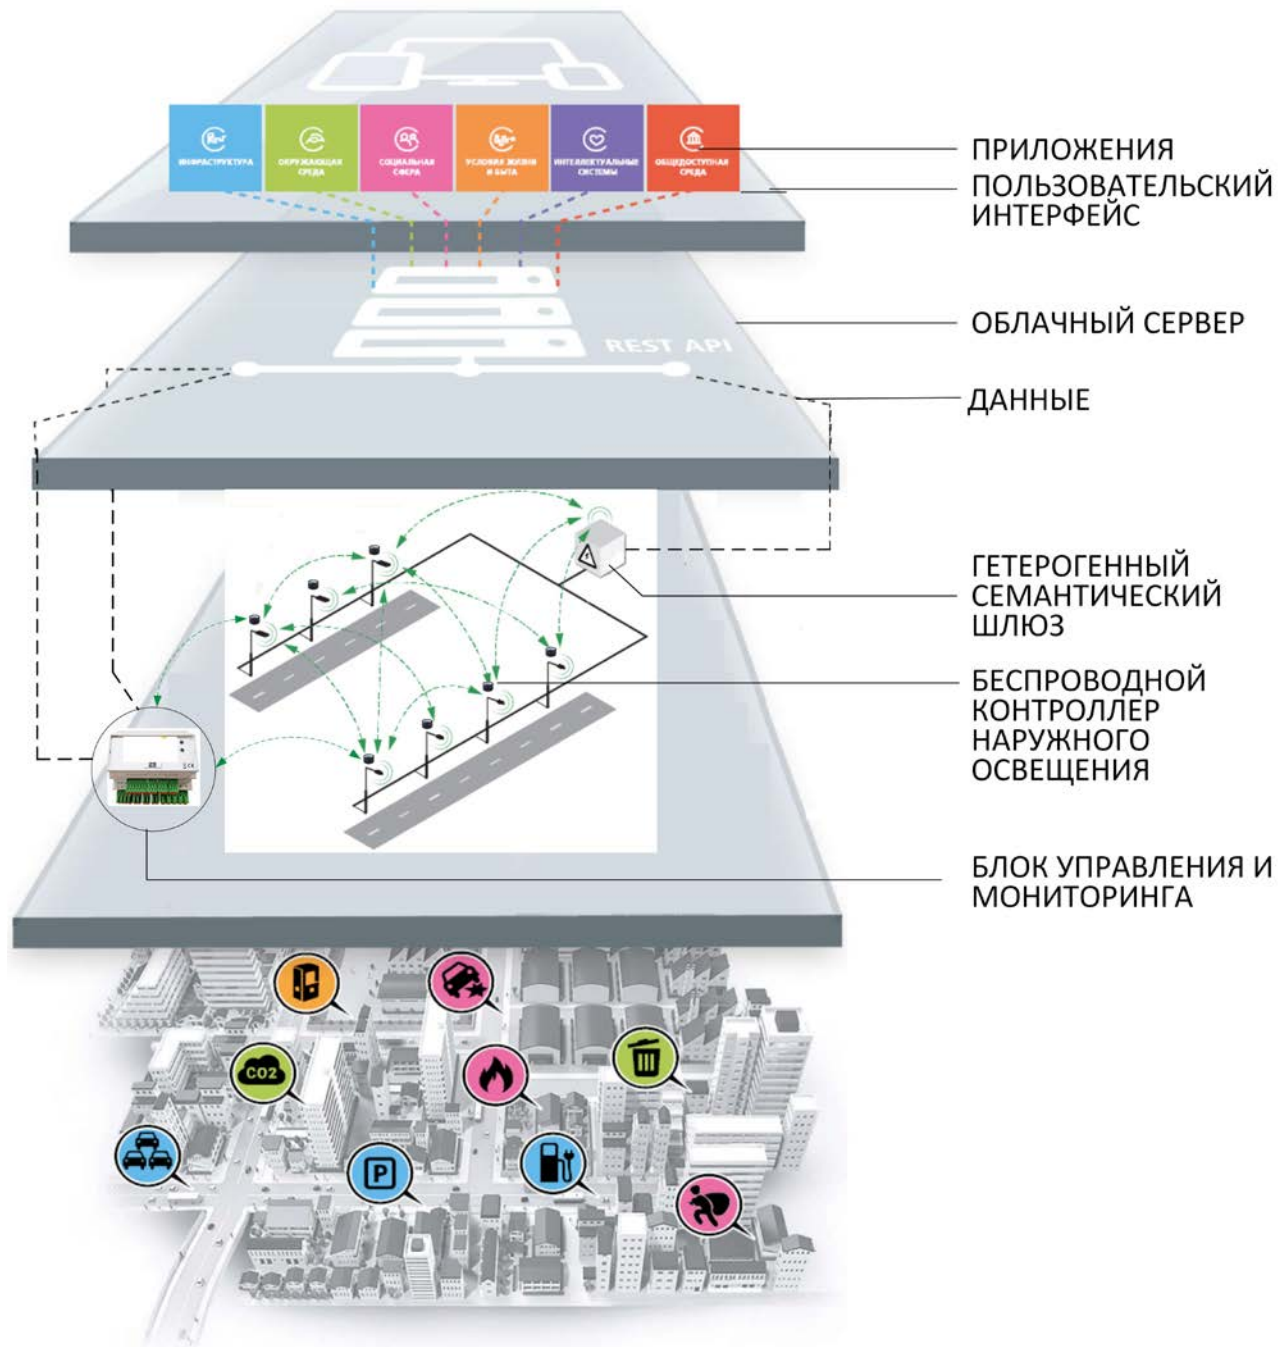 ИНФРАСТРУКТУРА
ОКРУЖАЮЩАЯ
СРЕДА
СОЦИАЛЬНАЯ
СФЕРА
УСЛОВИЯ ЖИЗНИ
И БЫТА
ИНТЕЛЛЕКТУАЛЬНЫЕ
СИСТЕМЫ
ОБЩЕДОСТУПНАЯ
СРЕДА
ПРИЛОЖЕНИЯ
ПОЛЬЗОВАТЕЛЬСКИЙ
ИНТЕРФЕЙС
ОБЛАЧНЫЙ СЕРВЕР
REST API
ДАННЫЕ
ГЕТЕРОГЕННЫЙ
СЕМАНТИЧЕСКИЙ
ШЛЮЗ
БЕСПРОВОДНОЙ
КОНТРОЛЛЕР
НАРУЖНОГО
ОСВЕЩЕНИЯ
БЛОК УПРАВЛЕНИЯ И
МОНИТОРИНГА
CO2
P